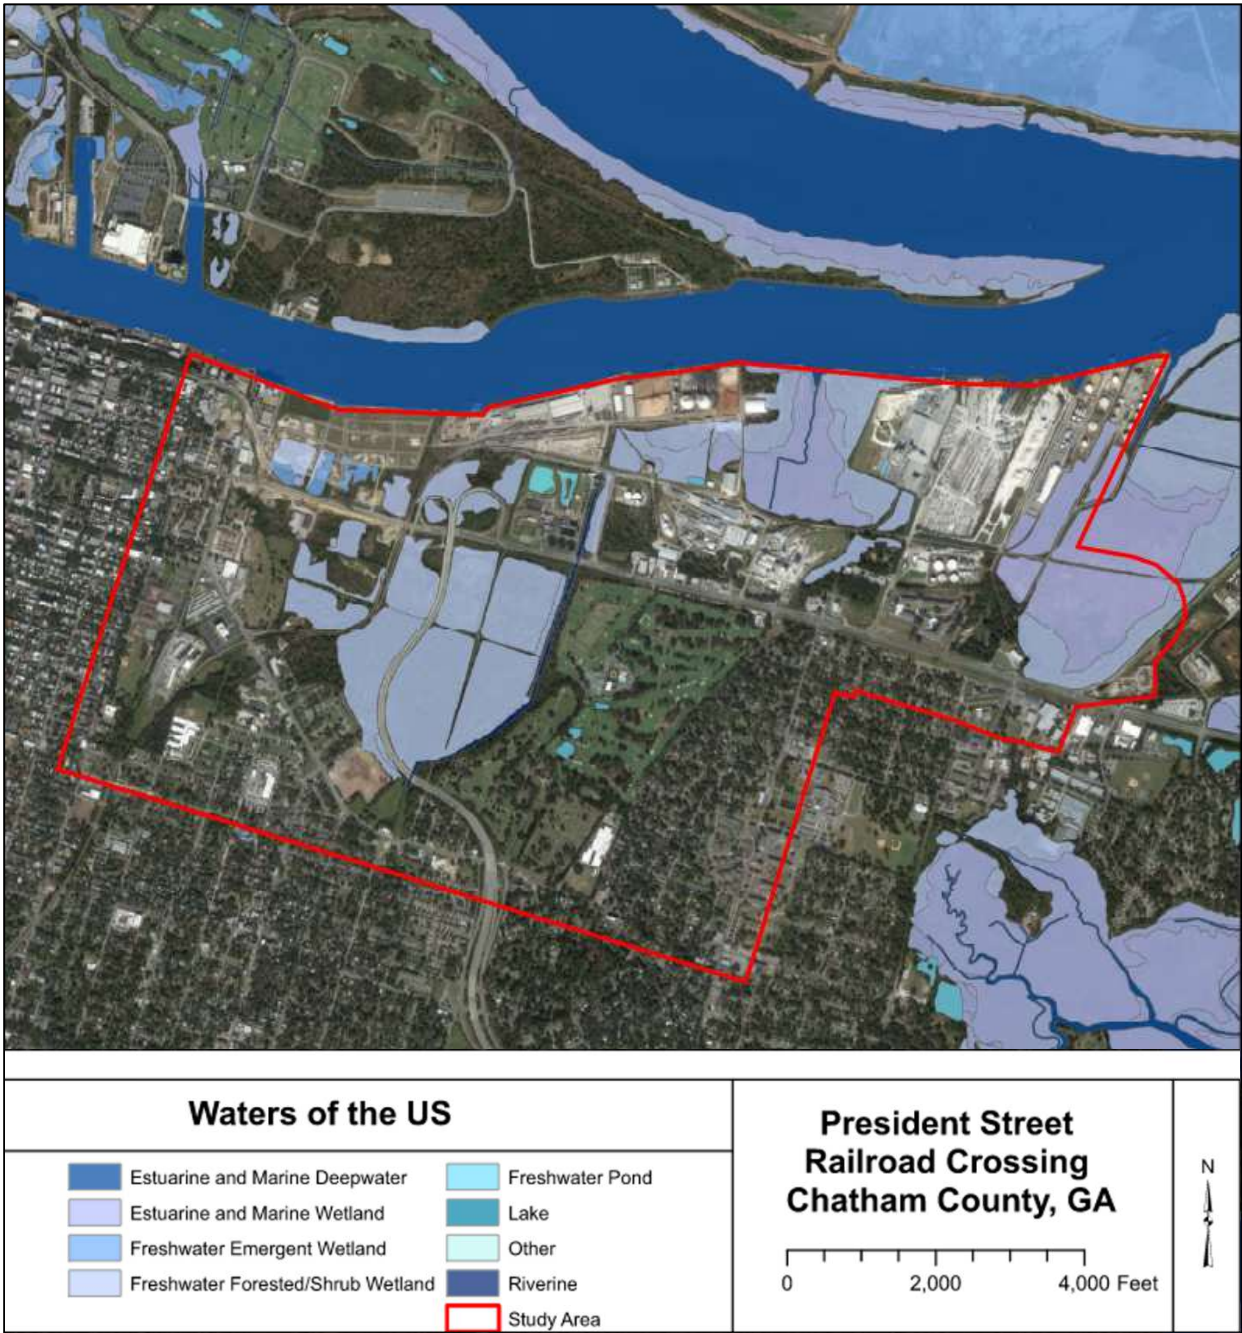 Waters of the US
Estuarine and Marine Deepwater
Estuarine and Marine Wetland
Freshwater Emergent Wetland
Freshwater Forested/Shrub Wetland
Freshwater Pond
Lake
Other
Riverine
Study Area
President Street
Railroad Crossing
Chatham County, GA
0 2,000 4,000 Feet
N